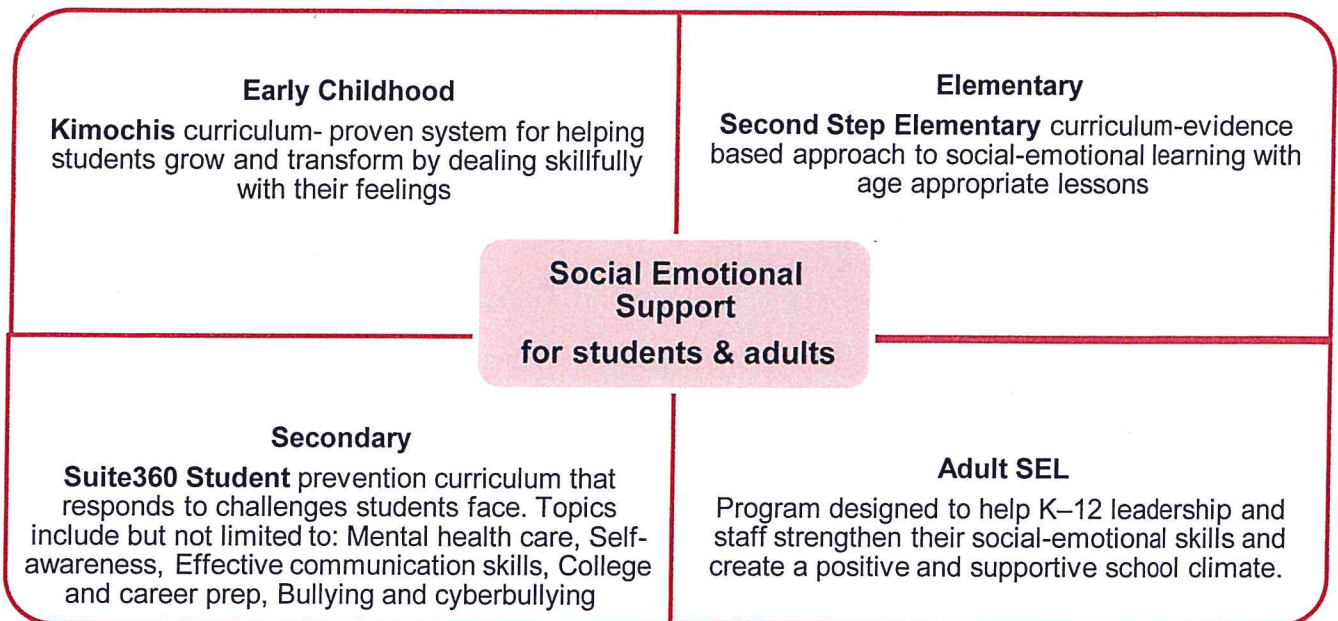 Early Childhood
Kimochis curriculum- proven system for helping
students grow and transform by dealing skillfully
with their feelings
Elementary
Second Step Elementary curriculum-evidence
based approach to social-emotional learning with
age appropriate lessons
Social Emotional
Support
for students & adults
Secondary
Suite360 Student prevention curriculum that
responds to challenges students face. Topics
include but not limited to: Mental health care, Self-
awareness, Effective communication skills, College
and career prep, Bullying and cyberbullying
Adult SEL
Program designed to help K–12 leadership and
staff strengthen their social-emotional skills and
create a positive and supportive school climate.